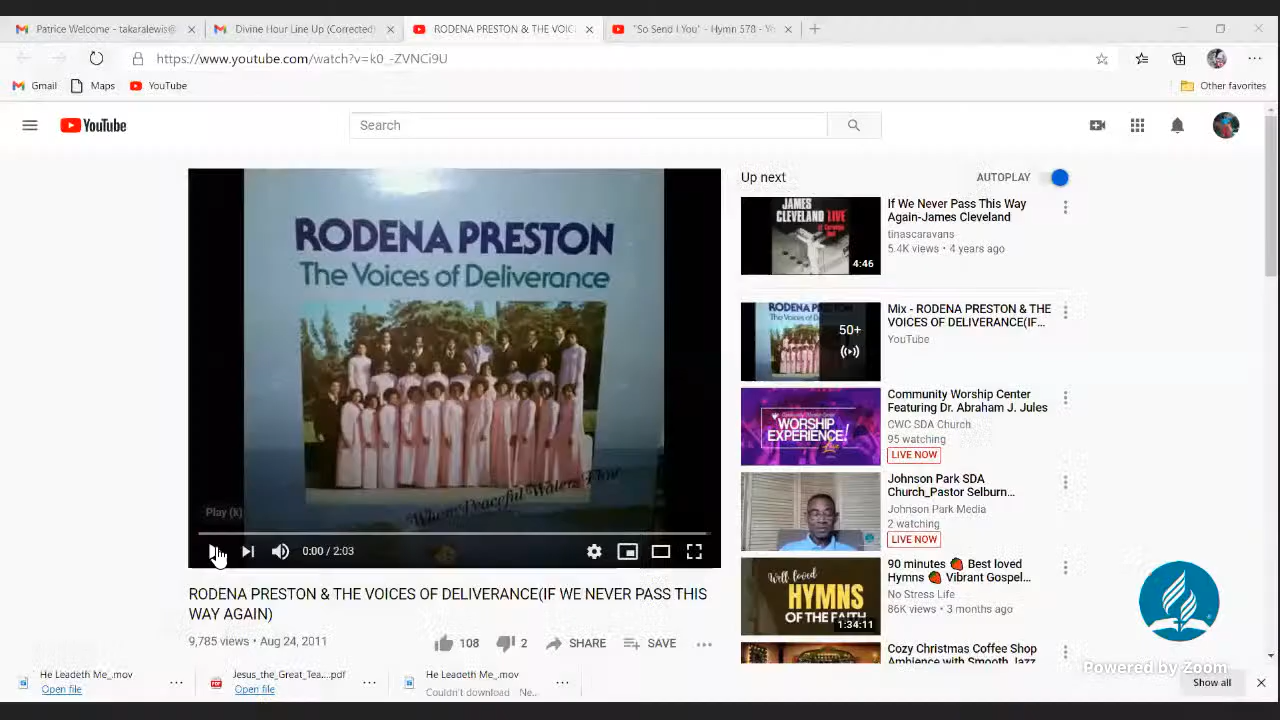 Patrice Welcome - takaralewis@
Divine Hour Line Up (Corrected)
RODENA PRESTON & THE VOIC
"So Send I You" - Hymn 578 - Y
https://www.youtube.com/watch?v=k0_-ZVNCi9U
Gmail
Maps
YouTube
Other favorites
YouTube
Search
RODENA PRESTON
The Voices of Deliverance
Where Peaceful Waters Flow
Play (k)
0:00 / 2:03
RODENA PRESTON & THE VOICES OF DELIVERANCE(IF WE NEVER PASS THIS
WAY AGAIN)
9,785 views • Aug 24, 2011
108
2
SHARE
SAVE
Up next
AUTOPLAY
JAMES
CLEVELAND LIVE
4:46
If We Never Pass This Way
Again-James Cleveland
tinascaravans
5.4K views • 4 years ago
50+
Mix - RODENA PRESTON & THE
VOICES OF DELIVERANCE(IF...
YouTube
WORSHIP
EXPERIENCE!
Live
Community Worship Center
Featuring Dr. Abraham J. Jules
CWC SDA Church
95 watching
LIVE NOW
Johnson Park SDA
Church_Pastor Selburn...
Johnson Park Media
2 watching
LIVE NOW
Well loved
HYMNS
OF THE FAITH
1:34:11
90 minutes 🍓 Best loved
Hymns 🍓 Vibrant Gospel...
No Stress Life
86K views • 3 months ago
Cozy Christmas Coffee Shop
Ambience with Smooth Jazz
Powered by Zoom
He Leadeth Me_.mov
Open file
Jesus_the_Great_Tea....pdf
Open file
He Leadeth Me_.mov
Couldn't download Ne...
Show all